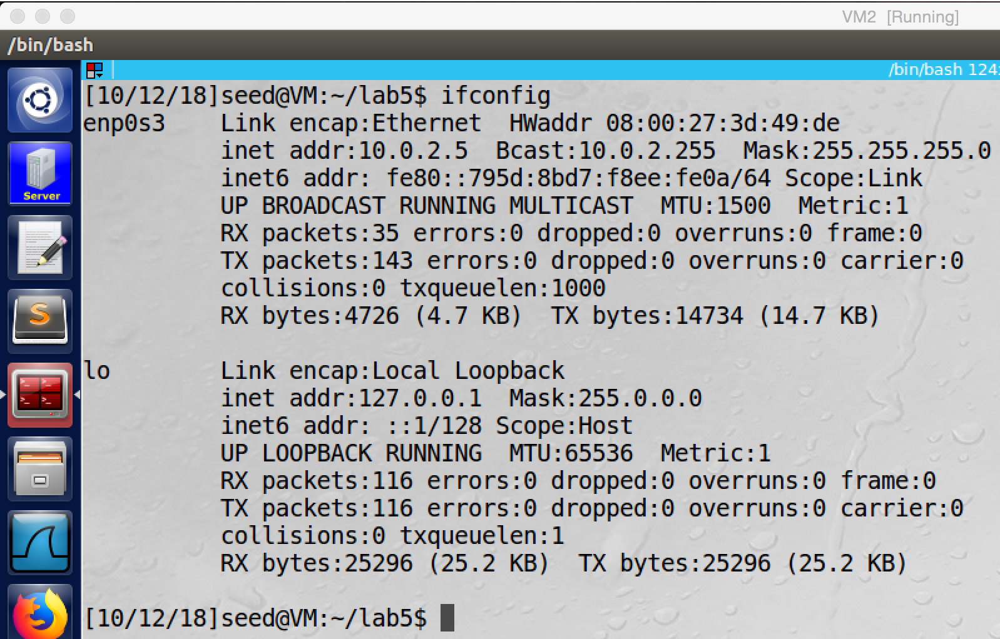 VM2 [Running]
/bin/bash
/bin/bash 124
[10/12/18]seed@VM:~/lab5$ ifconfig
enp0s3    Link encap:Ethernet  HWaddr 08:00:27:3d:49:de
          inet addr:10.0.2.5  Bcast:10.0.2.255  Mask:255.255.255.0
          inet6 addr: fe80::795d:8bd7:f8ee:fe0a/64 Scope:Link
          UP BROADCAST RUNNING MULTICAST  MTU:1500  Metric:1
          RX packets:35 errors:0 dropped:0 overruns:0 frame:0
          TX packets:143 errors:0 dropped:0 overruns:0 carrier:0
          collisions:0 txqueuelen:1000
          RX bytes:4726 (4.7 KB)  TX bytes:14734 (14.7 KB)
lo        Link encap:Local Loopback
          inet addr:127.0.0.1  Mask:255.0.0.0
          inet6 addr: ::1/128 Scope:Host
          UP LOOPBACK RUNNING  MTU:65536  Metric:1
          RX packets:116 errors:0 dropped:0 overruns:0 frame:0
          TX packets:116 errors:0 dropped:0 overruns:0 carrier:0
          collisions:0 txqueuelen:1
          RX bytes:25296 (25.2 KB)  TX bytes:25296 (25.2 KB)
[10/12/18]seed@VM:~/lab5$
Server
S